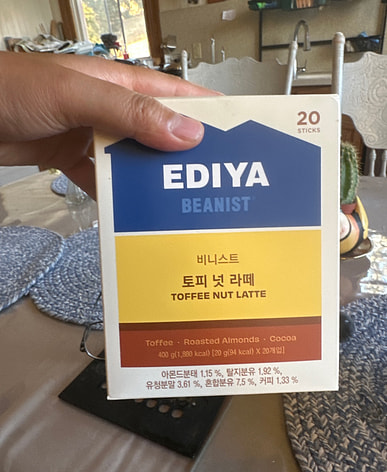 20
STICKS
EDIYA
BEANIST
비니스트
토피 넛 라떼
TOFFEE NUT LATTE
Toffee · Roasted Almonds · Cocoa
400 g(1,880 kcal) [20 g(94 kcal) X 20개입]
아몬드분태 1.15 %, 탈지분유 1.92 %,
유청분말 3.61 %, 혼합분유 7.5 %, 커피 1.33 %